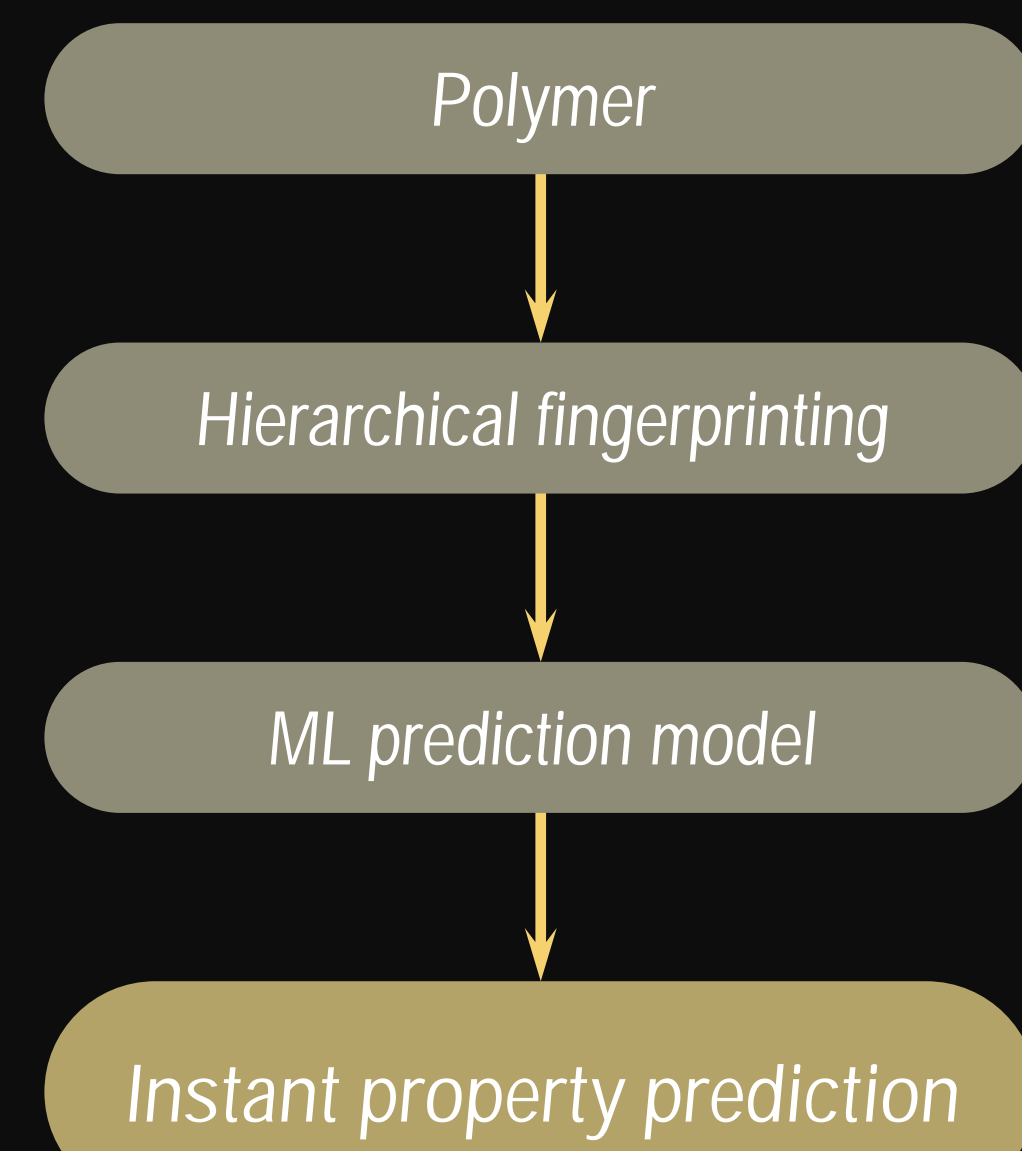 Polymer
Hierarchical fingerprinting
ML prediction model
Instant property prediction